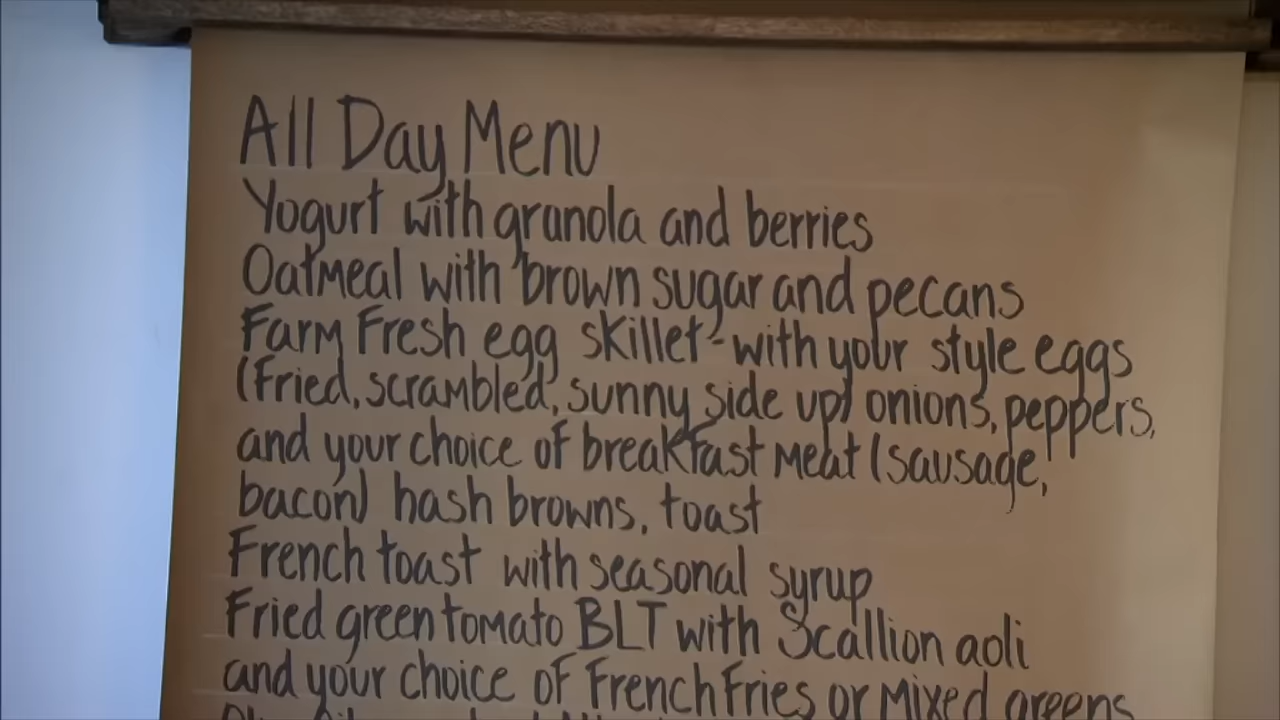 All Day Menu
Yogurt with granola and berries
Oatmeal with brown sugar and pecans
Farm Fresh egg skillet - with your style eggs
(Fried, scrambled, sunny side up) onions, peppers,
and your choice of breakfast meat (sausage,
bacon) hash browns, toast
French toast with seasonal syrup
Fried green tomato BLT with Scallion aoli
and your choice of French Fries or Mixed greens